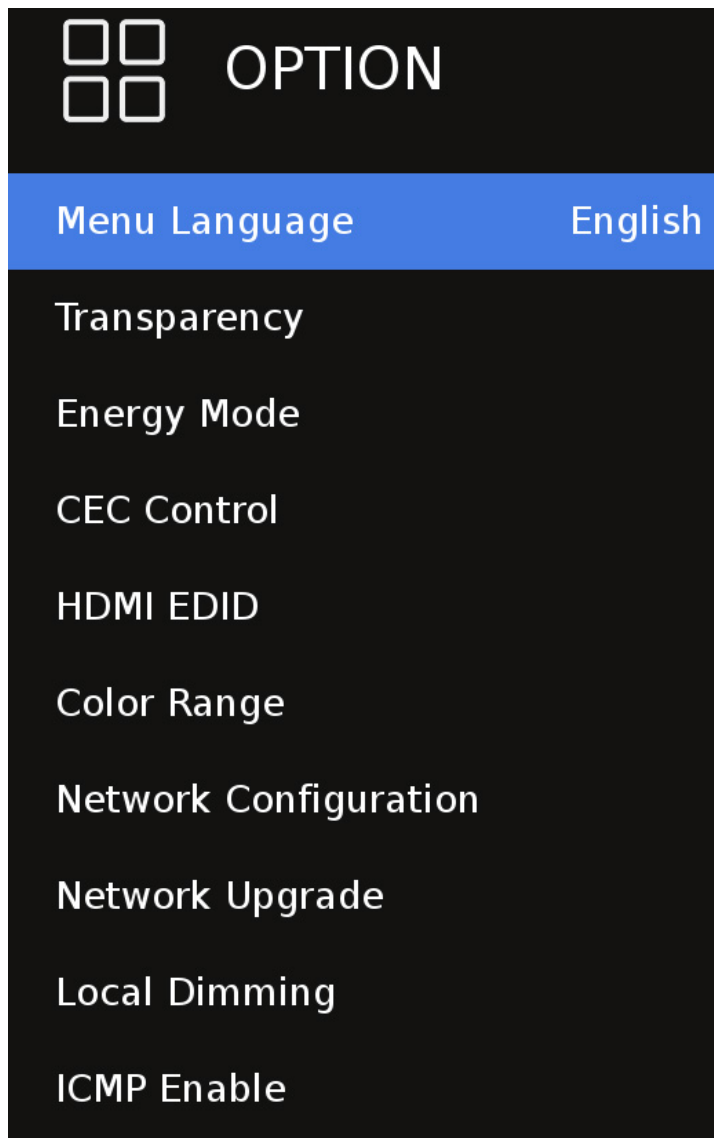 OPTION
Menu Language English
Transparency
Energy Mode
CEC Control
HDMI EDID
Color Range
Network Configuration
Network Upgrade
Local Dimming
ICMP Enable